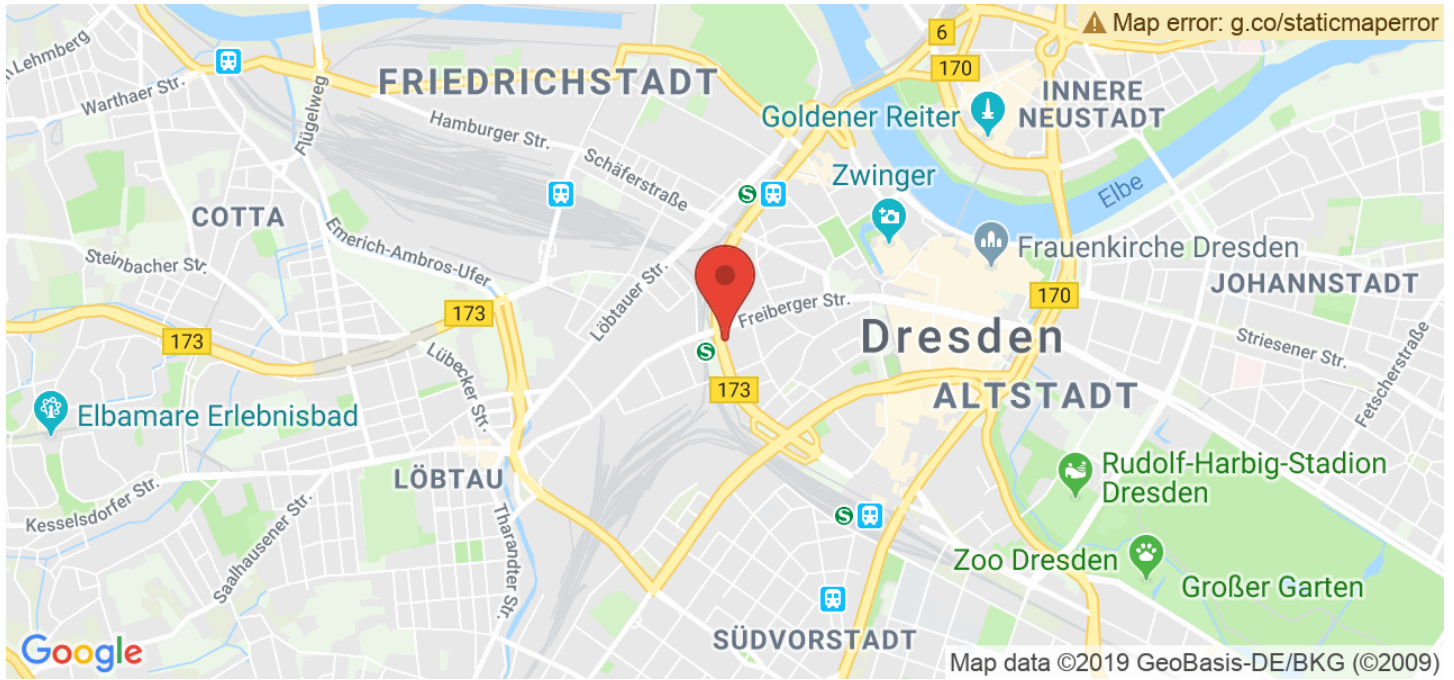 Map error: g.co/staticmaperror
6
170
FRIEDRICHSTADT
INNERE
NEUSTADT
Lehmberg
Warthaer Str.
Flügelweg
Hamburger Str.
Goldener Reiter
Schäferstraße
Zwinger
S
Elbe
COTTA
Emerich-Ambros-Ufer
Steinbacher Str.
Frauenkirche Dresden
JOHANNSTADT
Löbtauer Str.
Freiberger Str.
170
173
173
Dresden
Striesener Str.
Fetscherstraße
Lübecker Str.
S
173
ALTSTADT
Elbamare Erlebnisbad
LÖBTAU
Rudolf-Harbig-Stadion
Dresden
Kesselsdorfer Str.
Saalhausener Str.
Tharandter Str.
S
Zoo Dresden
Großer Garten
SÜDVORSTADT
Google
Map data ©2019 GeoBasis-DE/BKG (©2009)